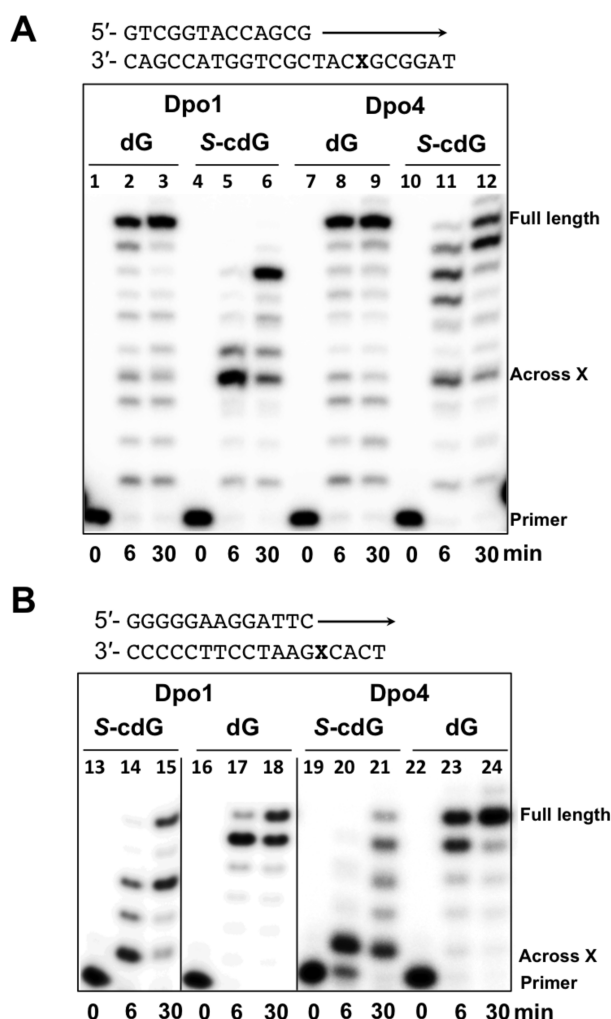 A
5′- GTCGGTACCAGCG
3′- CAGCCATGGTCGCTACXGCGGAT
Dpo1 Dpo4
dG S-cdG dG S-cdG
1 2 3 4 5 6 7 8 9 10 11 12
Full length
Across X
Primer
0 6 30 0 6 30 0 6 30 0 6 30 min
B
5′- GGGGGAAGGATTC
3′- CCCCCTTCCTAAGXCACT
Dpo1 Dpo4
S-cdG dG S-cdG dG
13 14 15 16 17 18 19 20 21 22 23 24
Full length
Across X
Primer
0 6 30 0 6 30 0 6 30 0 6 30 min